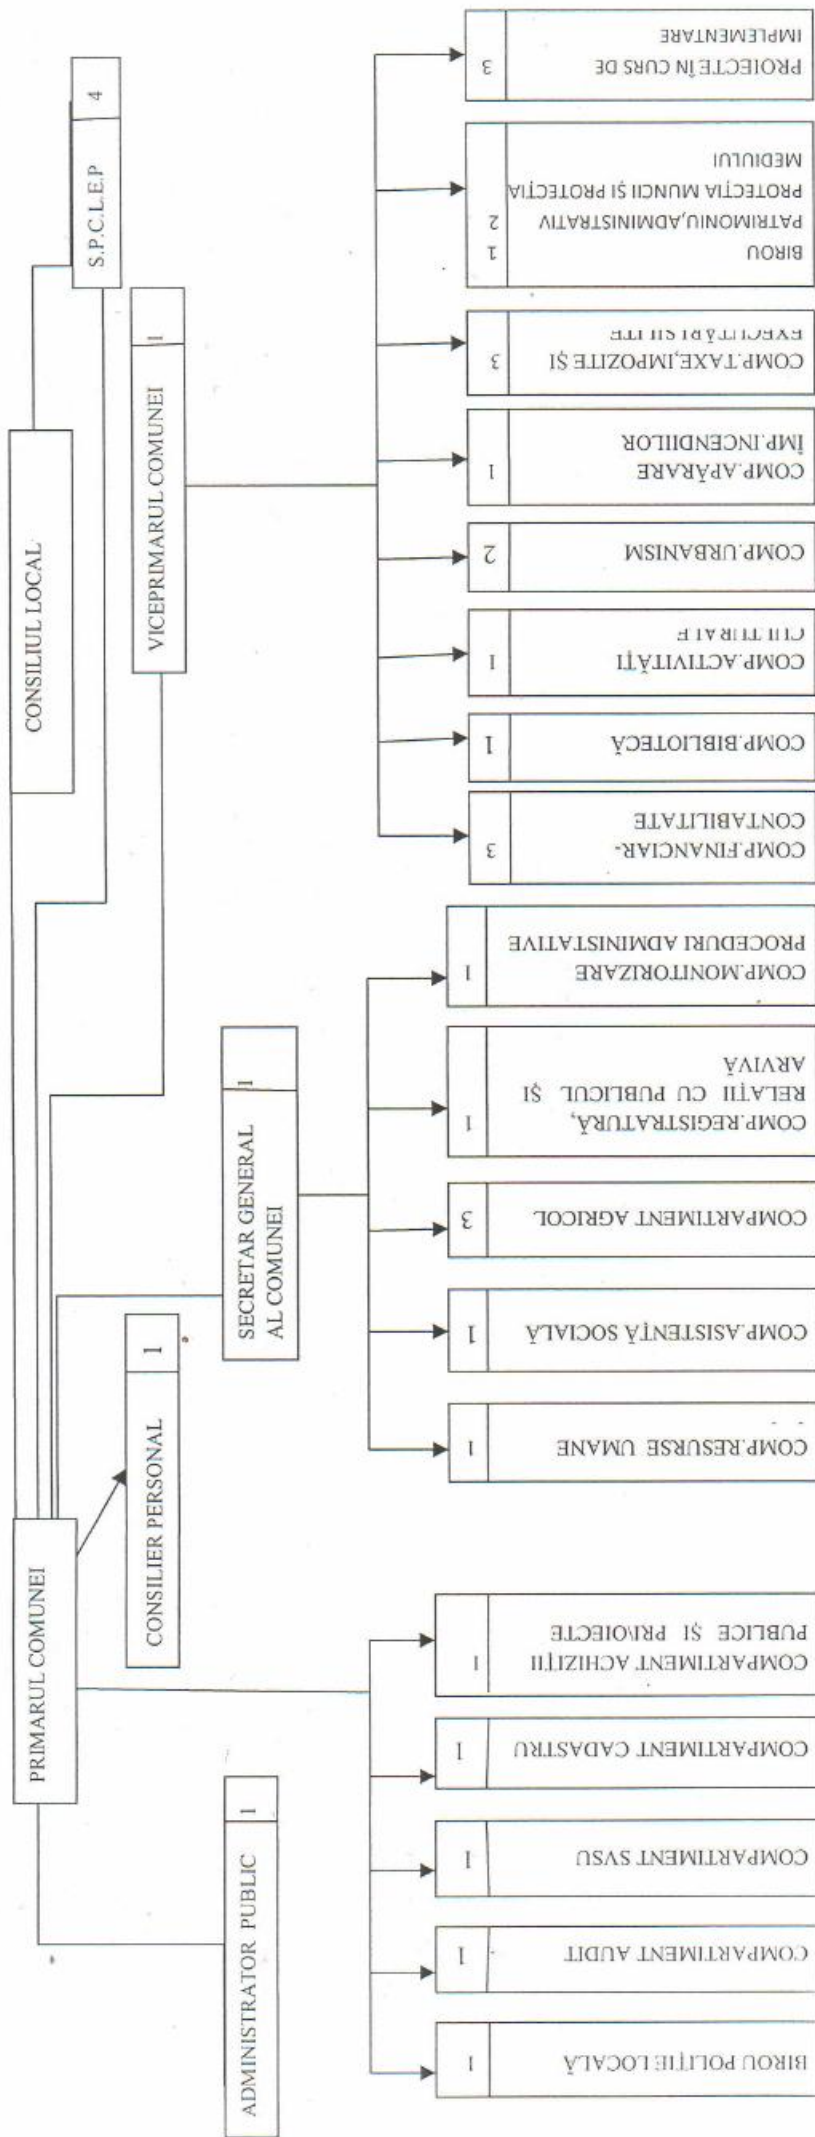 CONSILIUL LOCAL
S.P.C.L.E.P
4
PRIMARUL COMUNEI
VICEPRIMARUL COMUNEI
1
CONSILIER PERSONAL
1
SECRETAR GENERAL
AL COMUNEI
1
ADMINISTRATOR PUBLIC
1
BIROU POLIȚIE LOCALĂ
1
COMPARTIMENT AUDIT
1
COMPARTIMENT SVSU
1
COMPARTIMENT CADASTRU
1
COMPARTIMENT ACHIZIȚII
PUBLICE ȘI PRI\OIECTE
1
COMP.RESURSE UMANE
1
COMP.ASISTENȚĂ SOCIALĂ
1
COMPARTIMENT AGRICOL
3
COMP.REGISTRATURĂ,
RELAȚII CU PUBLICUL ȘI
ARVIVĂ
1
COMP.MONITORIZARE
PROCEDURI ADMINISTATIVE
1
COMP.FINANCIAR-
CONTABILITATE
3
COMP.BIBLIOTECĂ
1
COMP.ACTIVITĂȚI
CULTURALE
1
COMP.URBANISM
2
COMP.APĂRARE
ÎMP.INCENDIILOR
1
COMP.TAXE,IMPOZITE ȘI
EXECUTĂRI SILITE
3
BIROU
1
PATRIMONIU,ADMINISTRATIV
2
PROTECȚIA MUNCII ȘI PROTECȚIA
MEDIULUI
PROIECTE ÎN CURS DE
IMPLEMENTARE
3